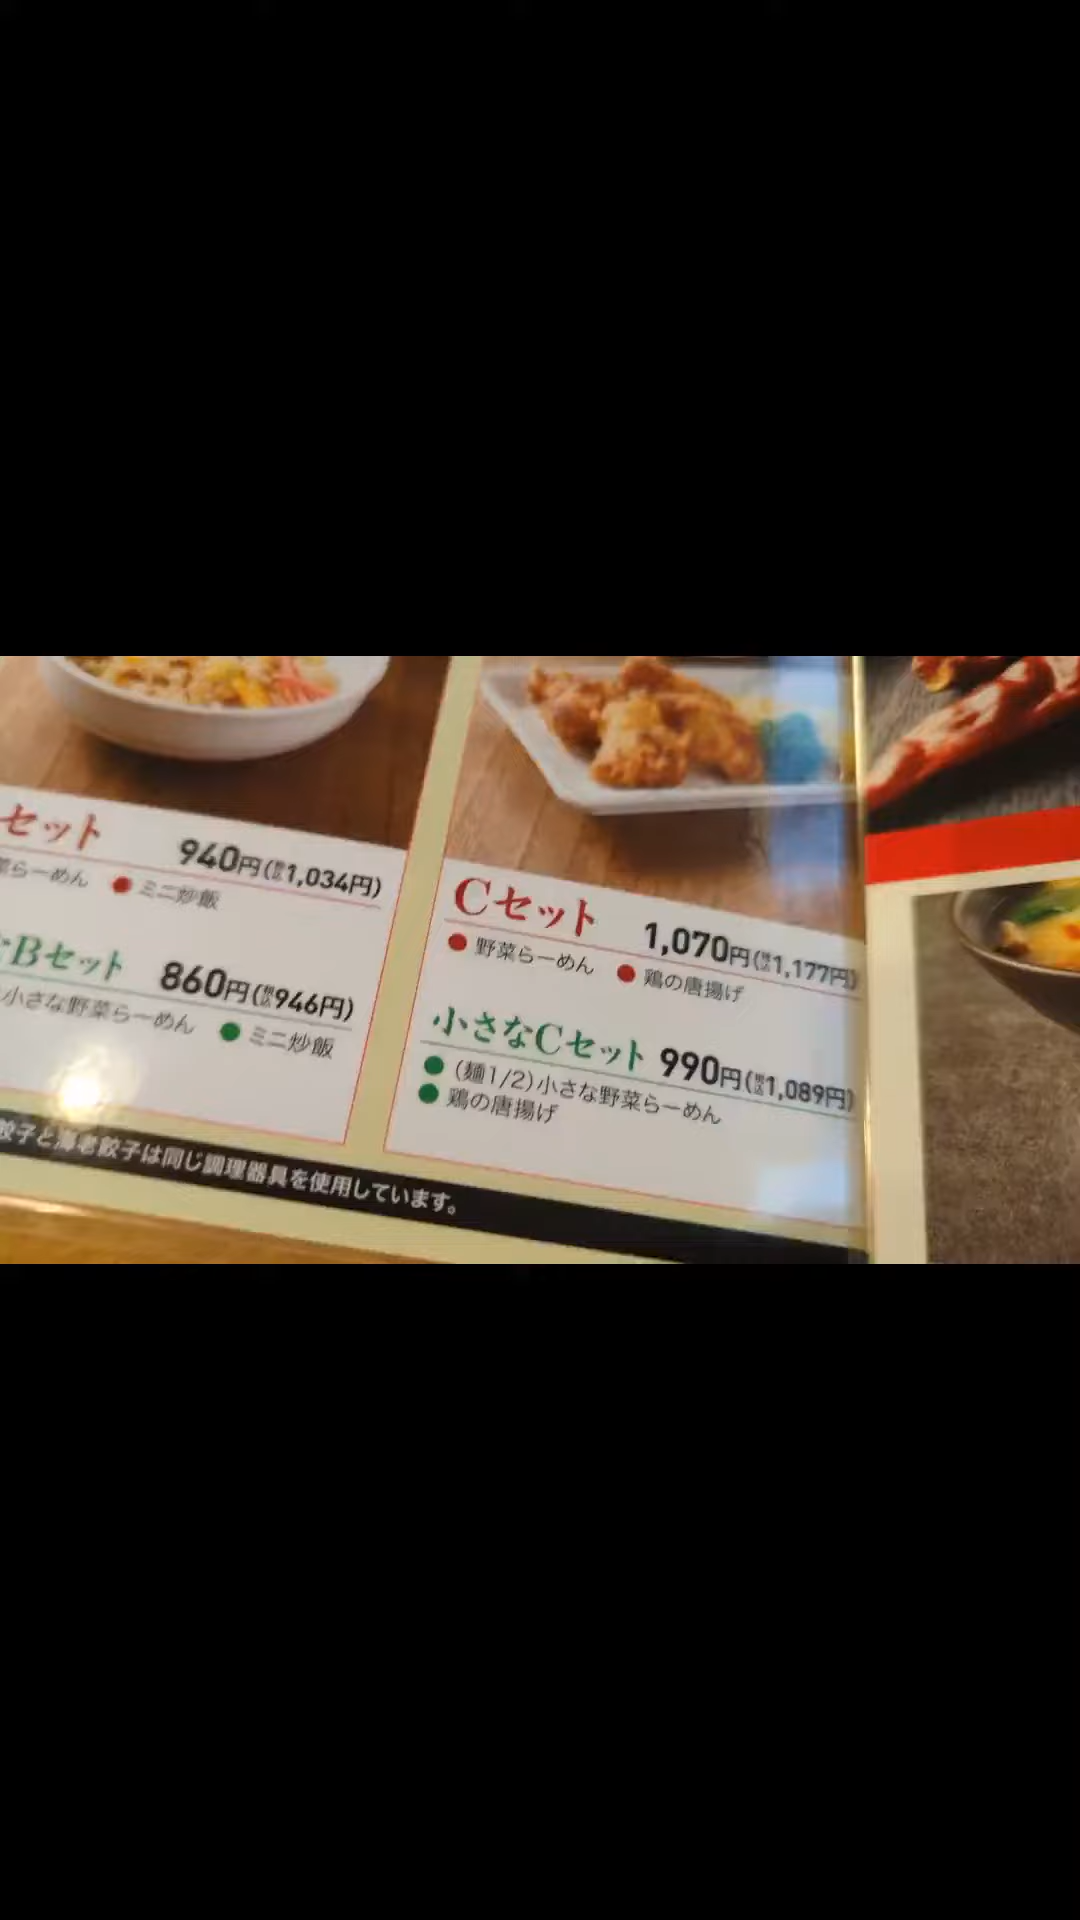 セット 940円(税込1,034円)
らーめん ●ミニ炒飯
Bセット 860円(税込946円)
小さな野菜らーめん ●ミニ炒飯
Cセット 1,070円(税込1,177円)
●野菜らーめん ●鶏の唐揚げ
小さなCセット 990円(税込1,089円)
●(麺1/2)小さな野菜らーめん
●鶏の唐揚げ
餃子と海老餃子は同じ調理器具を使用しています。